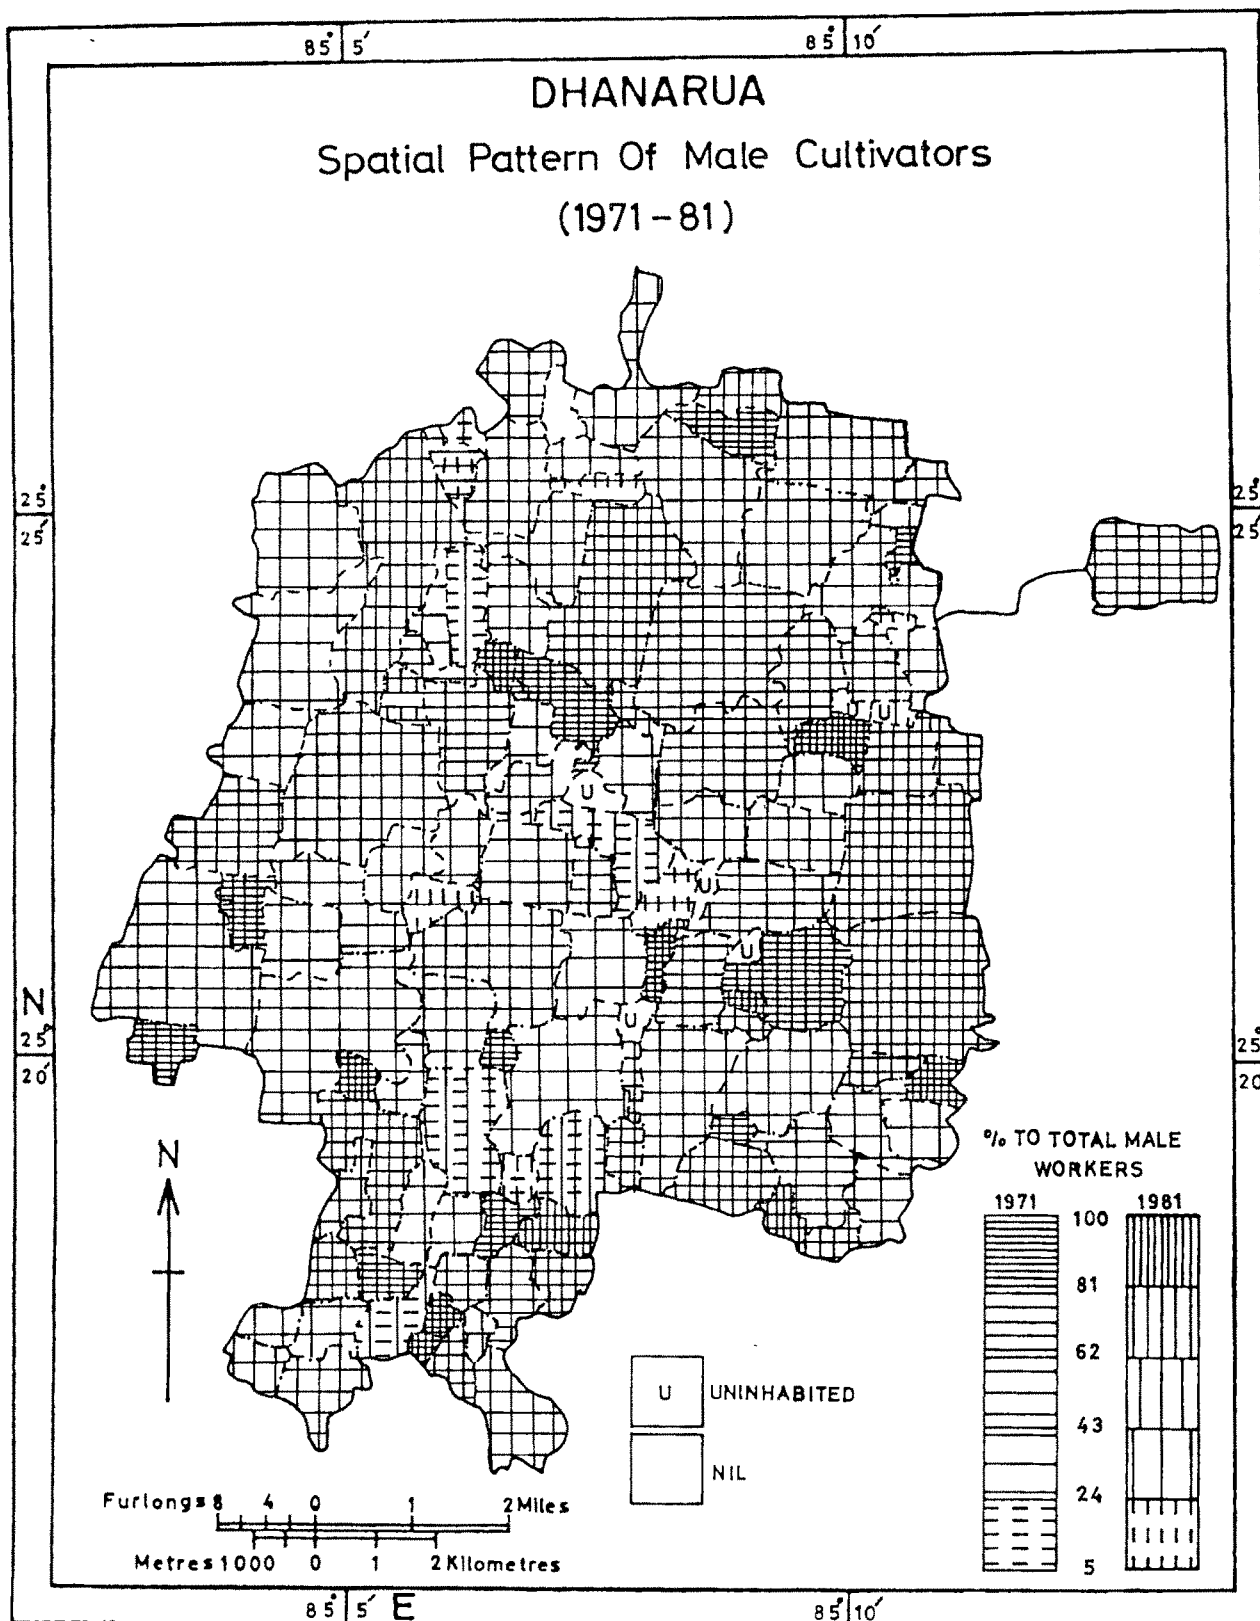 85° 5′ 85° 10′
DHANARUA
Spatial Pattern Of Male Cultivators
(1971-81)
25° 25′
25° 25′
U
U
U
U
U
N
25° 20′
25° 20
N
% TO TOTAL MALE
WORKERS
1971 1981
100
81
62
43
24
5
U UNINHABITED
NIL
Furlongs 8 4 0 1 2 Miles
Metres 1000 0 1 2 Kilometres
85° 5′ E 85° 10′